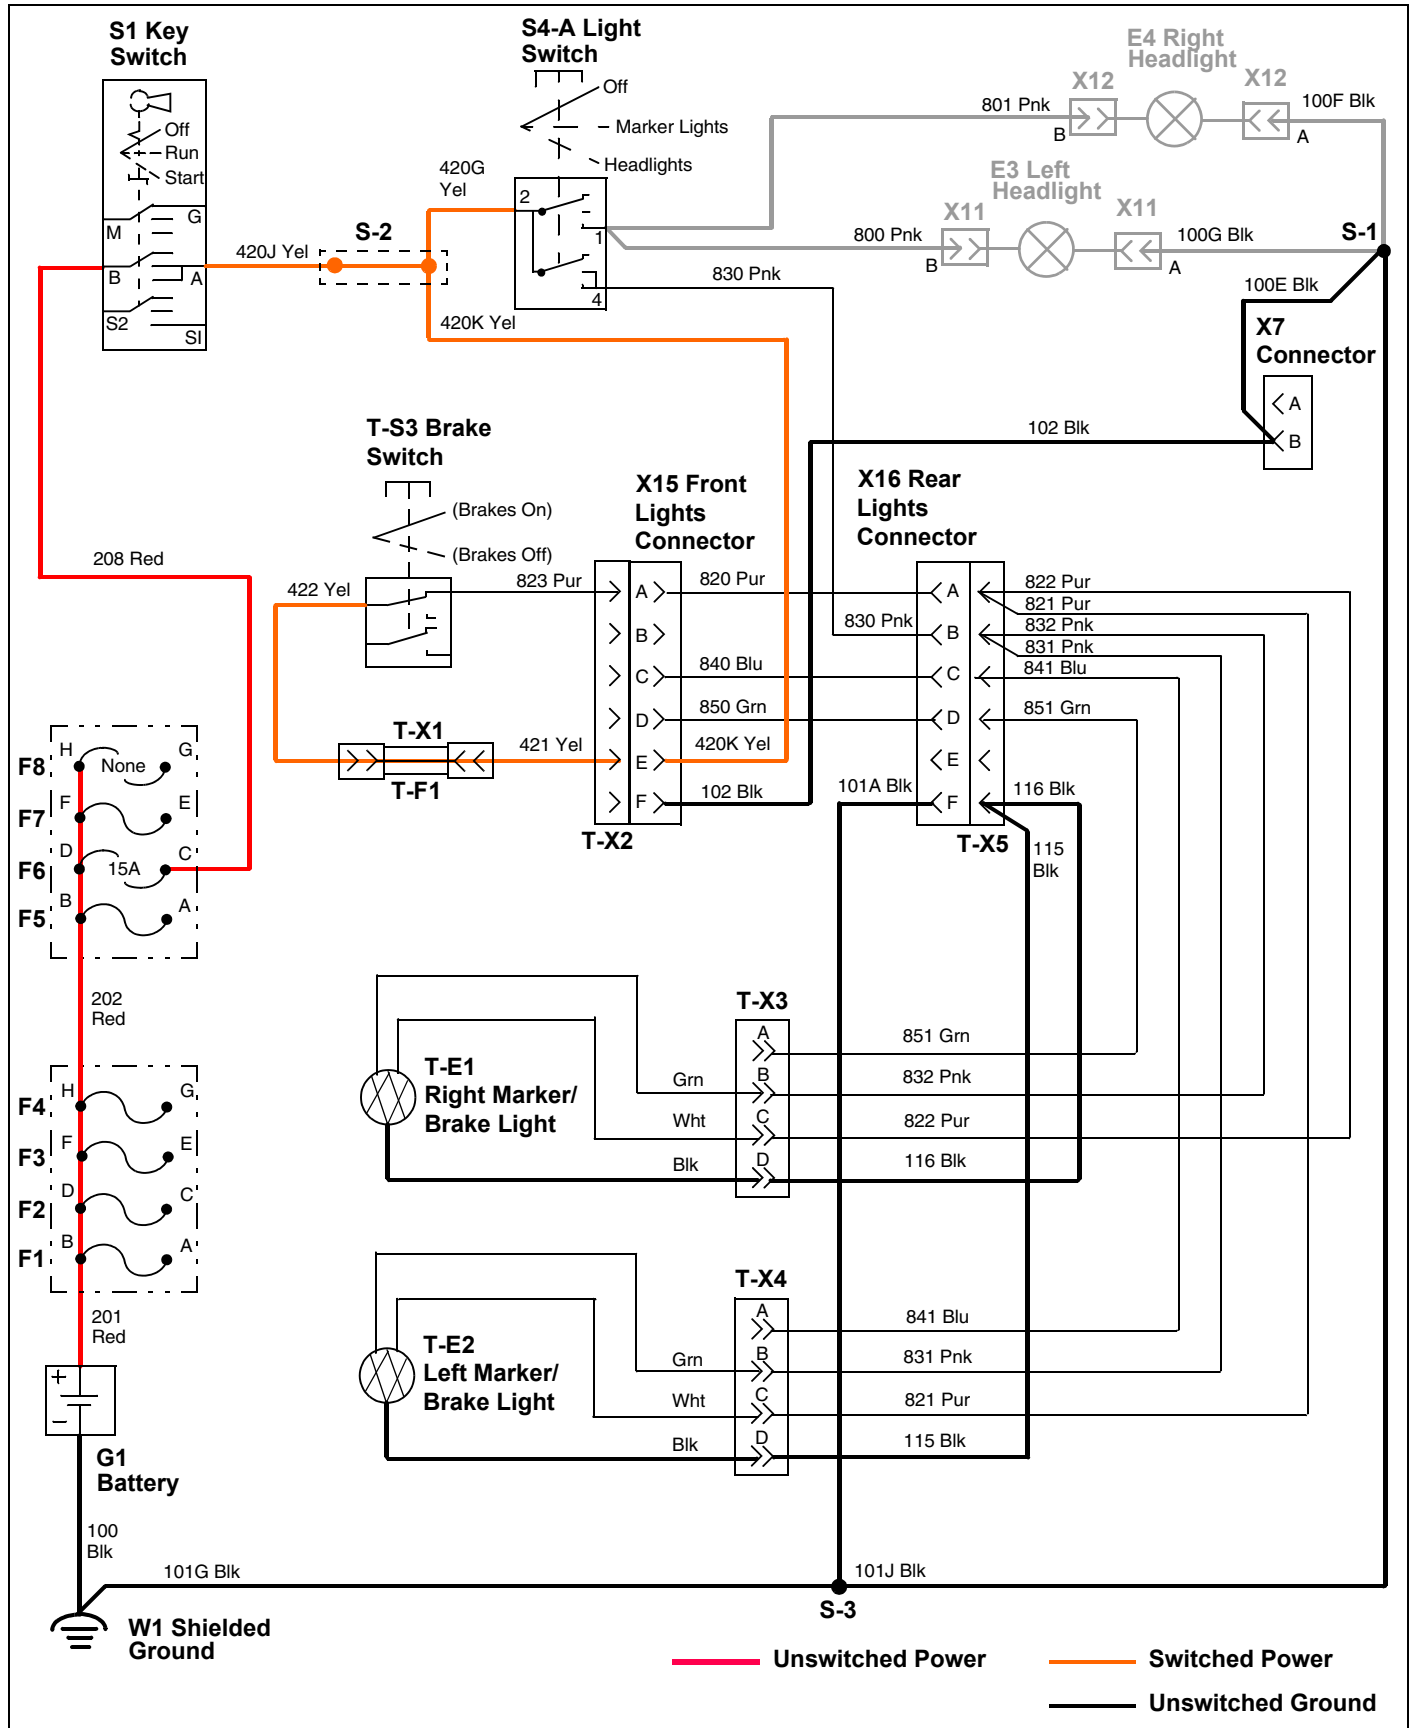 S1 Key
Switch
S4-A Light
Switch
E4 Right
Headlight
X12
X12
801 Pnk
100F Blk
B
A
Off
Marker Lights
Headlights
Off
Run
Start
420G
Yel
2
1
4
E3 Left
Headlight
X11
X11
800 Pnk
100G Blk
B
A
S-1
M
G
B
A
S2
SI
420J Yel
S-2
830 Pnk
100E Blk
420K Yel
X7
Connector
A
B
102 Blk
T-S3 Brake
Switch
(Brakes On)
(Brakes Off)
X15 Front
Lights
Connector
X16 Rear
Lights
Connector
208 Red
422 Yel
823 Pur
A
820 Pur
A
822 Pur
821 Pur
B
830 Pnk
B
832 Pnk
831 Pnk
C
840 Blu
C
841 Blu
D
850 Grn
D
851 Grn
T-X1
T-F1
421 Yel
E
420K Yel
E
F
102 Blk
101A Blk
F
116 Blk
T-X2
T-X5
115
Blk
F8
H
None
G
F7
F
E
F6
D
15A
C
F5
B
A
202
Red
F4
H
G
F3
F
E
F2
D
C
F1
B
A
201
Red
T-X3
T-E1
Right Marker/
Brake Light
A
851 Grn
Grn
B
832 Pnk
Wht
C
822 Pur
Blk
D
116 Blk
T-X4
T-E2
Left Marker/
Brake Light
A
841 Blu
Grn
B
831 Pnk
Wht
C
821 Pur
Blk
D
115 Blk
+
−
G1
Battery
100
Blk
101G Blk
101J Blk
S-3
W1 Shielded
Ground
Unswitched Power
Switched Power
Unswitched Ground